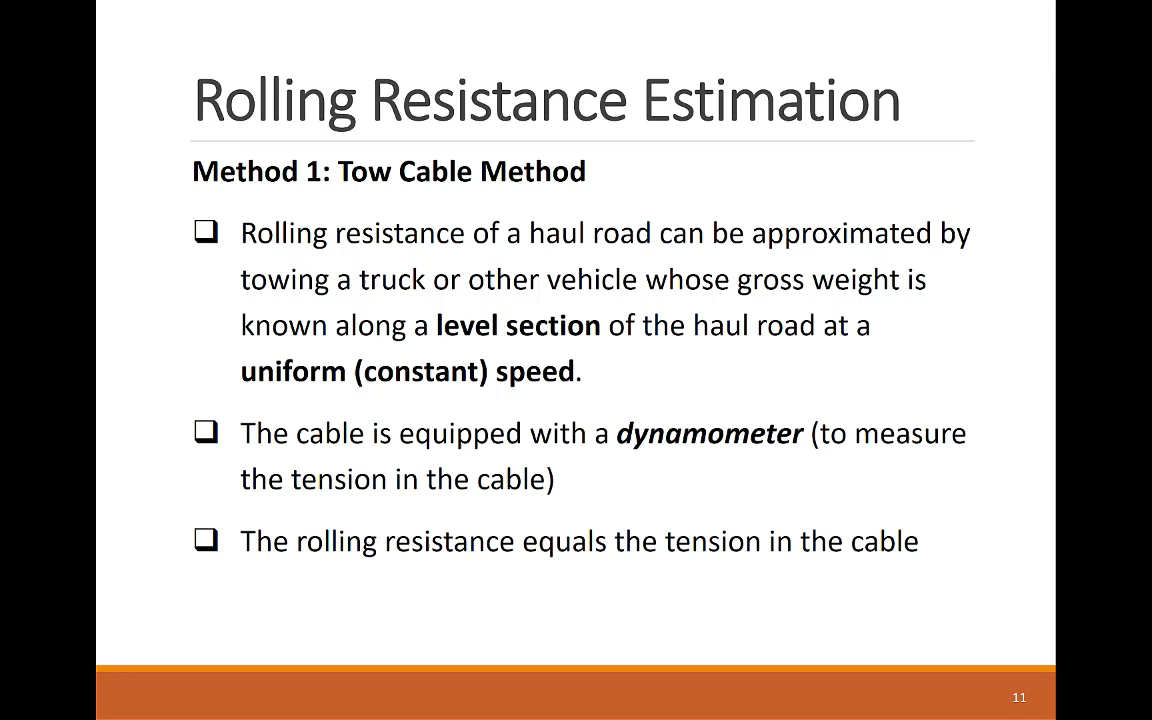 Rolling Resistance Estimation
Method 1: Tow Cable Method
❑ Rolling resistance of a haul road can be approximated by
towing a truck or other vehicle whose gross weight is
known along a level section of the haul road at a
uniform (constant) speed.
❑ The cable is equipped with a dynamometer (to measure
the tension in the cable)
❑ The rolling resistance equals the tension in the cable
11